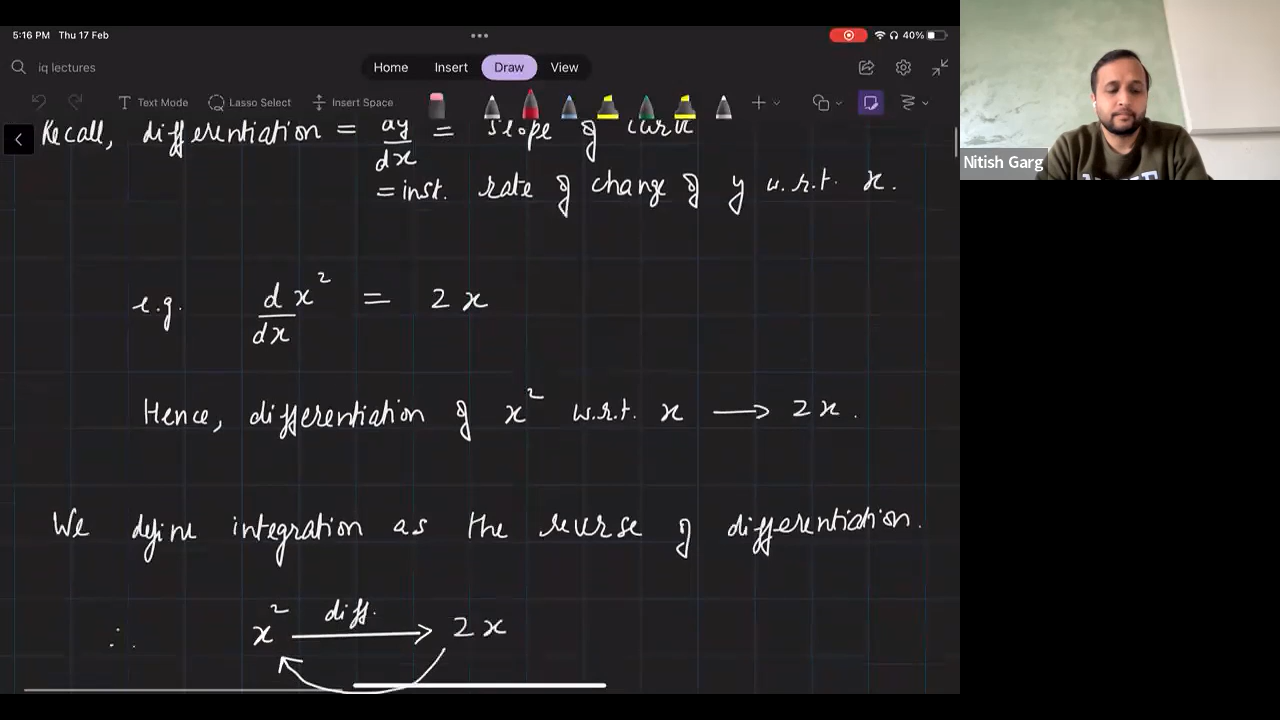 5:16 PM Thu 17 Feb
40%
iq lectures
Home Insert Draw View
Text Mode Lasso Select Insert Space
Recall, differentiation = dy/dx = slope of curve
= inst. rate of change of y w.r.t. x.
e.g. d/dx x² = 2x
Hence, differentiation of x² w.r.t. x ⟶ 2x.
We define integration as the reverse of differentiation.
∴ x² diff. ⟶ 2x
Nitish Garg